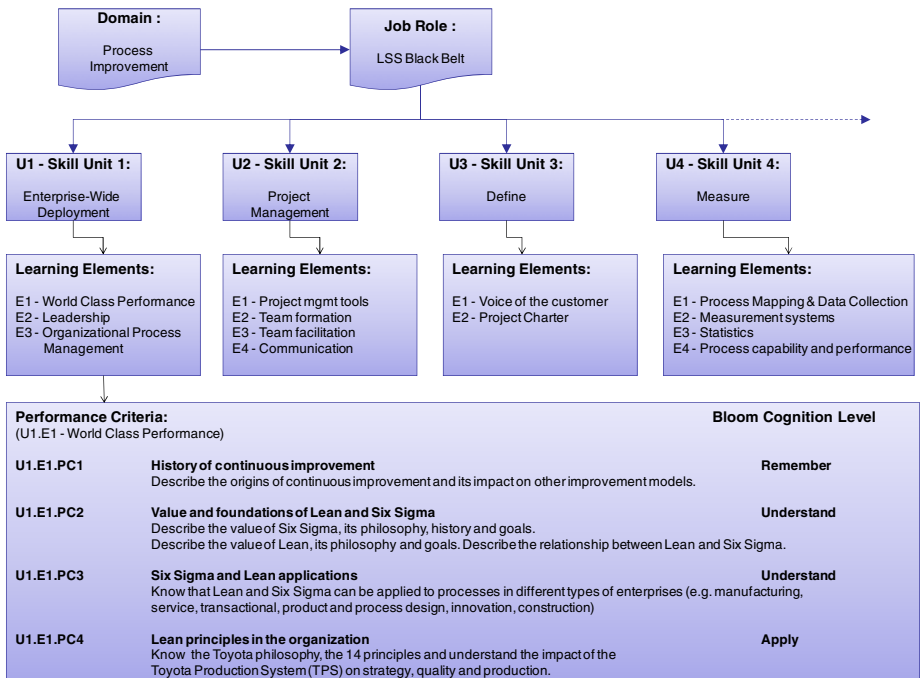 Domain :
Process
Improvement
Job Role :
LSS Black Belt
U1 - Skill Unit 1:
Enterprise-Wide
Deployment
U2 - Skill Unit 2:
Project
Management
U3 - Skill Unit 3:
Define
U4 - Skill Unit 4:
Measure
Learning Elements:
E1 - World Class Performance
E2 - Leadership
E3 - Organizational Process
Management
Learning Elements:
E1 - Project mgmt tools
E2 - Team formation
E3 - Team facilitation
E4 - Communication
Learning Elements:
E1 - Voice of the customer
E2 - Project Charter
Learning Elements:
E1 - Process Mapping & Data Collection
E2 - Measurement systems
E3 - Statistics
E4 - Process capability and performance
Performance Criteria: Bloom Cognition Level
(U1.E1 - World Class Performance)
U1.E1.PC1 History of continuous improvement Remember
Describe the origins of continuous improvement and its impact on other improvement models.
U1.E1.PC2 Value and foundations of Lean and Six Sigma Understand
Describe the value of Six Sigma, its philosophy, history and goals.
Describe the value of Lean, its philosophy and goals. Describe the relationship between Lean and Six Sigma.
U1.E1.PC3 Six Sigma and Lean applications Understand
Know that Lean and Six Sigma can be applied to processes in different types of enterprises (e.g. manufacturing,
service, transactional, product and process design, innovation, construction)
U1.E1.PC4 Lean principles in the organization Apply
Know the Toyota philosophy, the 14 principles and understand the impact of the
Toyota Production System (TPS) on strategy, quality and production.